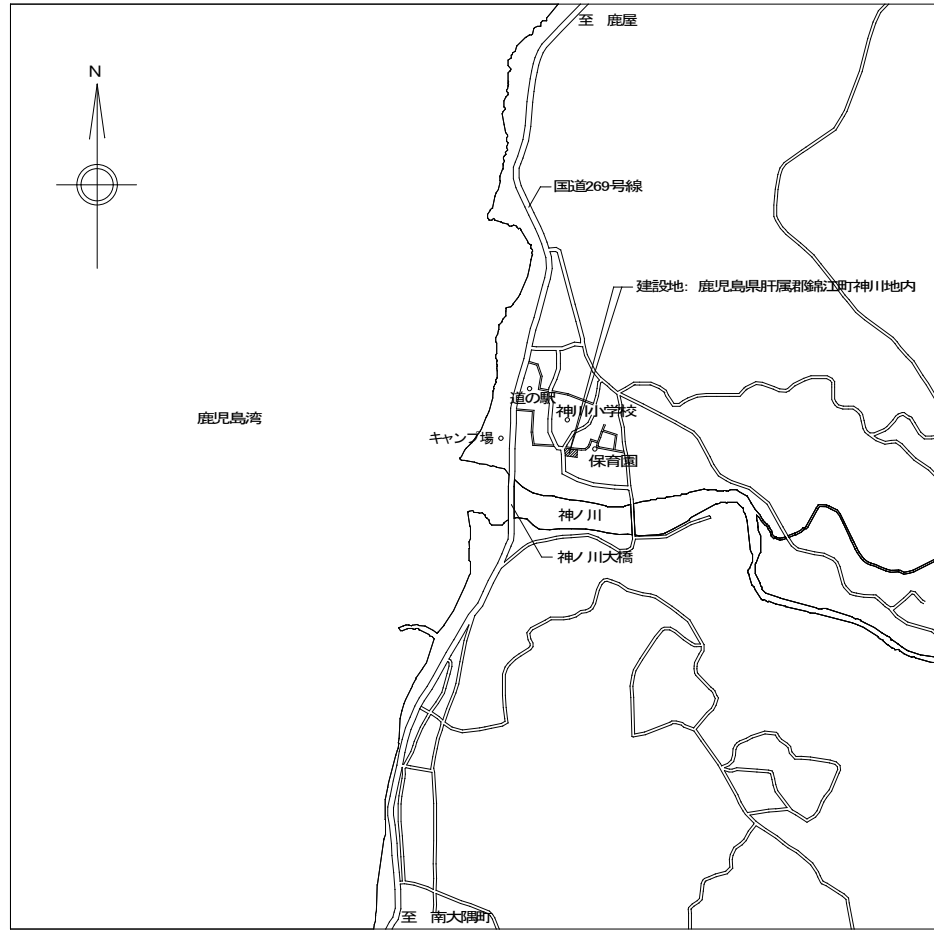 至 鹿屋
N
国道269号線
建設地: 鹿児島県肝属郡錦江町神川地内
道の駅
神川小学校
鹿児島湾
キャンプ場
保育園
神ノ川
神ノ川大橋
至 南大隅町